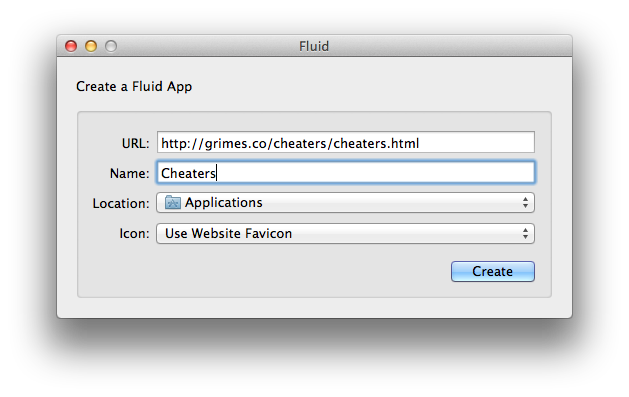 Fluid
Create a Fluid App
URL: http://grimes.co/cheaters/cheaters.html
Name: Cheaters
Location: Applications
Icon: Use Website Favicon
Create